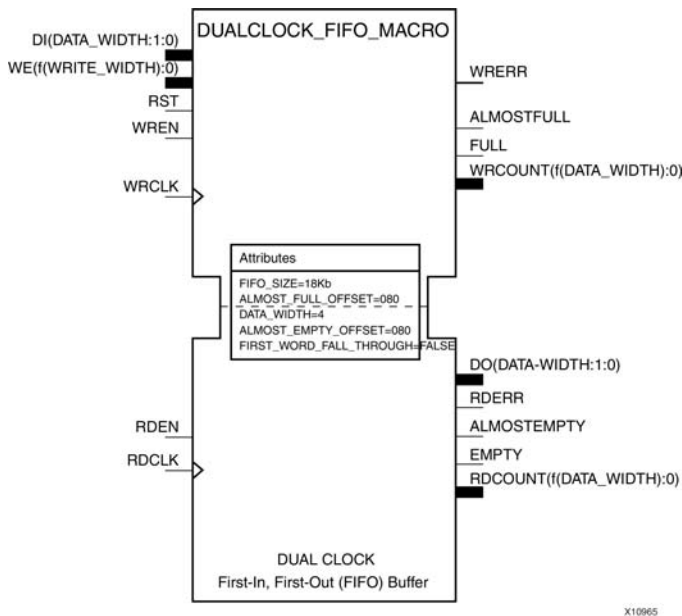 DUALCLOCK_FIFO_MACRO
DI(DATA_WIDTH:1:0)
WE(f(WRITE_WIDTH):0)
RST
WREN
WRCLK
WRERR
ALMOSTFULL
FULL
WRCOUNT(f(DATA_WIDTH):0)
Attributes
FIFO_SIZE=18Kb
ALMOST_FULL_OFFSET=080
DATA_WIDTH=4
ALMOST_EMPTY_OFFSET=080
FIRST_WORD_FALL_THROUGH=FALSE
RDEN
RDCLK
DO(DATA-WIDTH:1:0)
RDERR
ALMOSTEMPTY
EMPTY
RDCOUNT(f(DATA_WIDTH):0)
DUAL CLOCK
First-In, First-Out (FIFO) Buffer
X10965